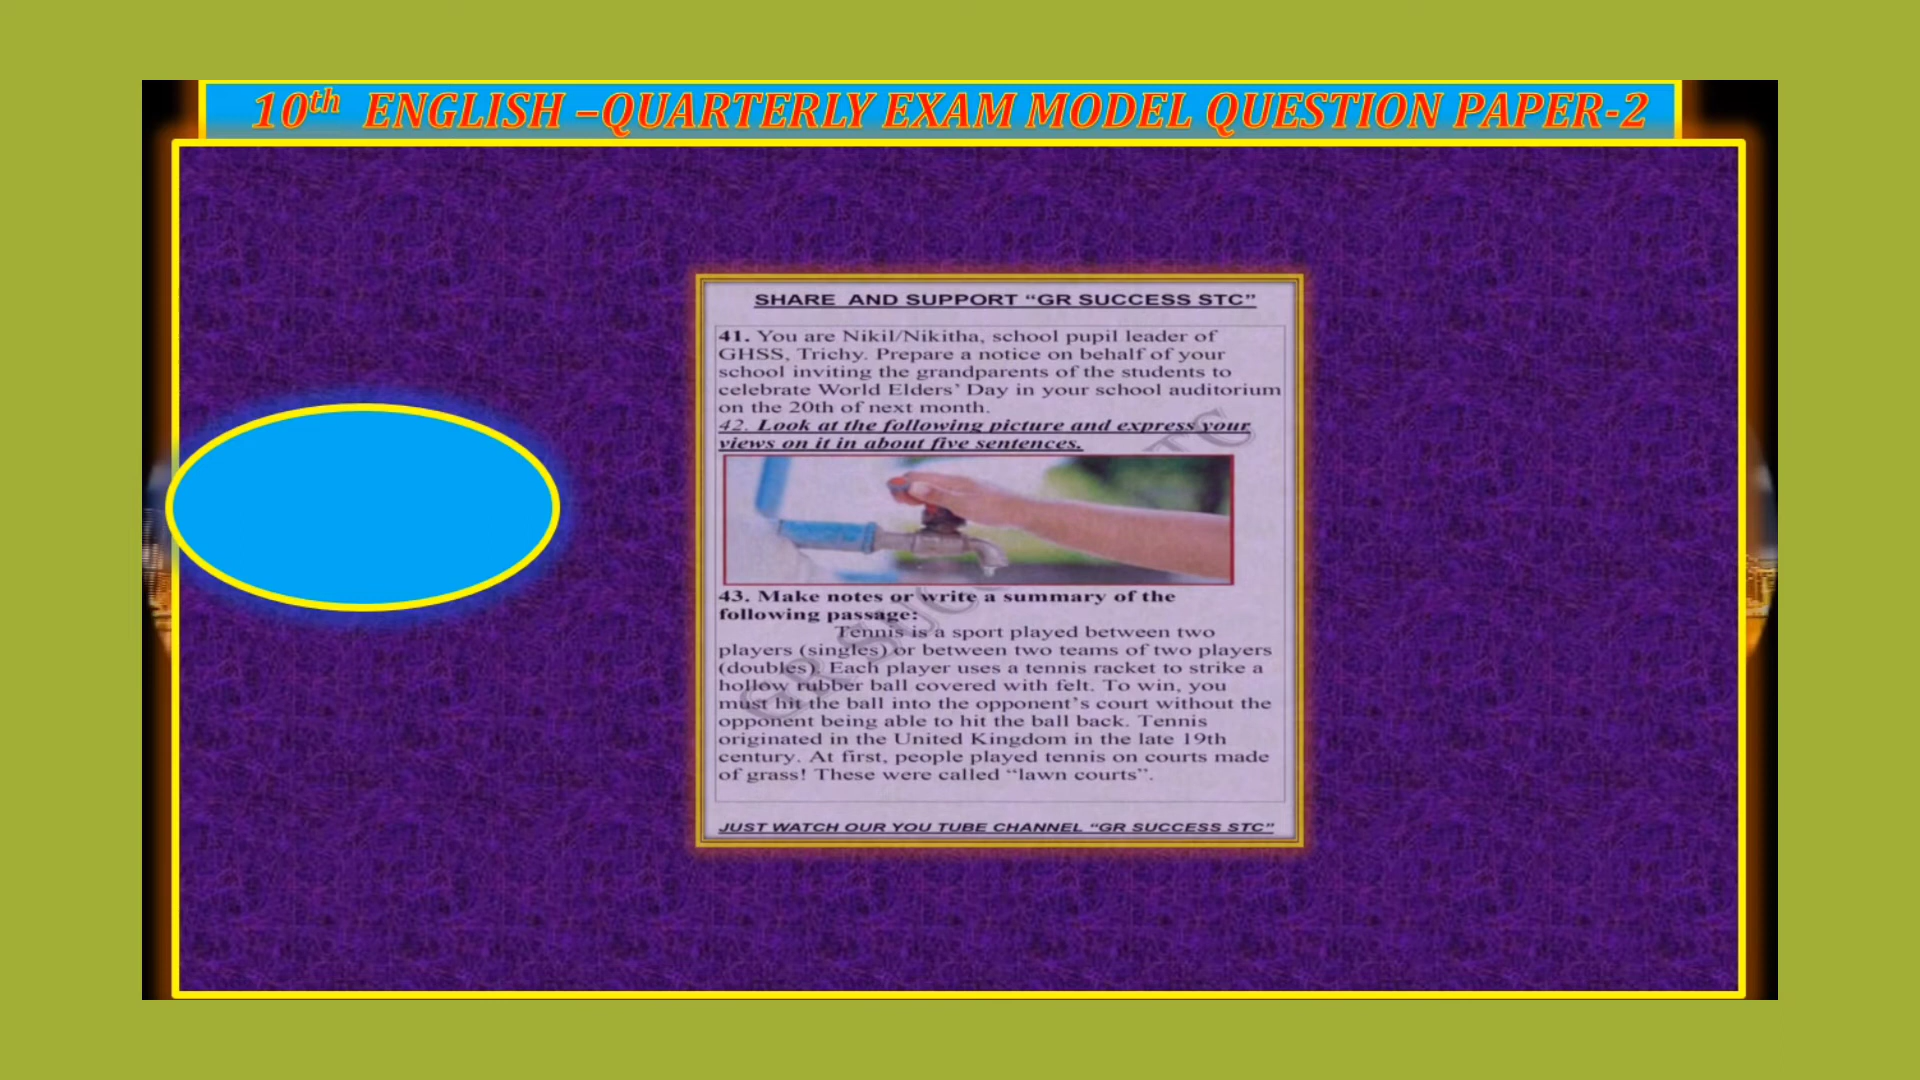 10th ENGLISH –QUARTERLY EXAM MODEL QUESTION PAPER-2
SHARE AND SUPPORT “GR SUCCESS STC”
41. You are Nikil/Nikitha, school pupil leader of
GHSS, Trichy. Prepare a notice on behalf of your
school inviting the grandparents of the students to
celebrate World Elders’ Day in your school auditorium
on the 20th of next month.
42. Look at the following picture and express your
views on it in about five sentences.
43. Make notes or write a summary of the
following passage:
Tennis is a sport played between two
players (singles) or between two teams of two players
(doubles). Each player uses a tennis racket to strike a
hollow rubber ball covered with felt. To win, you
must hit the ball into the opponent’s court without the
opponent being able to hit the ball back. Tennis
originated in the United Kingdom in the late 19th
century. At first, people played tennis on courts made
of grass! These were called “lawn courts”.
GR SUCCESS STC
JUST WATCH OUR YOU TUBE CHANNEL “GR SUCCESS STC”